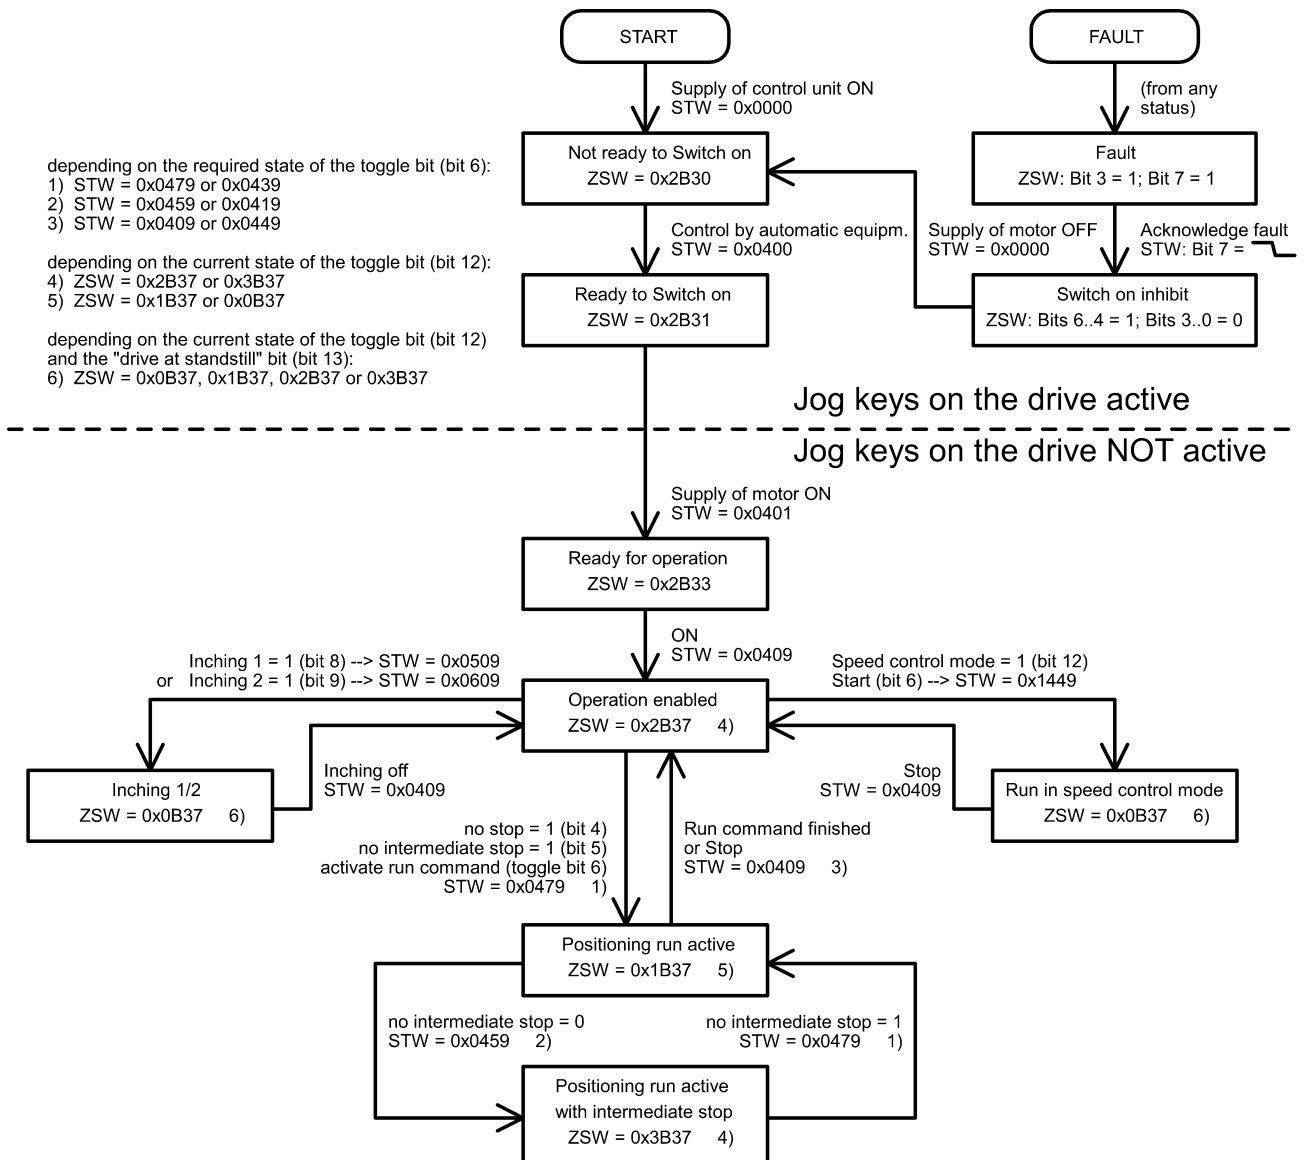 START
FAULT
Supply of control unit ON
STW = 0x0000
(from any
status)
Not ready to Switch on
ZSW = 0x2B30
Fault
ZSW: Bit 3 = 1; Bit 7 = 1
depending on the required state of the toggle bit (bit 6):
1) STW = 0x0479 or 0x0439
2) STW = 0x0459 or 0x0419
3) STW = 0x0409 or 0x0449
Control by automatic equipm.
STW = 0x0400
Supply of motor OFF
STW = 0x0000
Acknowledge fault
STW: Bit 7 =
depending on the current state of the toggle bit (bit 12):
4) ZSW = 0x2B37 or 0x3B37
5) ZSW = 0x1B37 or 0x0B37
Ready to Switch on
ZSW = 0x2B31
Switch on inhibit
ZSW: Bits 6..4 = 1; Bits 3..0 = 0
depending on the current state of the toggle bit (bit 12)
and the "drive at standstill" bit (bit 13):
6) ZSW = 0x0B37, 0x1B37, 0x2B37 or 0x3B37
Jog keys on the drive active
Jog keys on the drive NOT active
Supply of motor ON
STW = 0x0401
Ready for operation
ZSW = 0x2B33
ON
STW = 0x0409
Inching 1 = 1 (bit 8) --> STW = 0x0509
or Inching 2 = 1 (bit 9) --> STW = 0x0609
Speed control mode = 1 (bit 12)
Start (bit 6) --> STW = 0x1449
Operation enabled
ZSW = 0x2B37 4)
Inching off
STW = 0x0409
Stop
STW = 0x0409
Inching 1/2
ZSW = 0x0B37 6)
Run in speed control mode
ZSW = 0x0B37 6)
no stop = 1 (bit 4)
no intermediate stop = 1 (bit 5)
activate run command (toggle bit 6)
STW = 0x0479 1)
Run command finished
or Stop
STW = 0x0409 3)
Positioning run active
ZSW = 0x1B37 5)
no intermediate stop = 0
STW = 0x0459 2)
no intermediate stop = 1
STW = 0x0479 1)
Positioning run active
with intermediate stop
ZSW = 0x3B37 4)